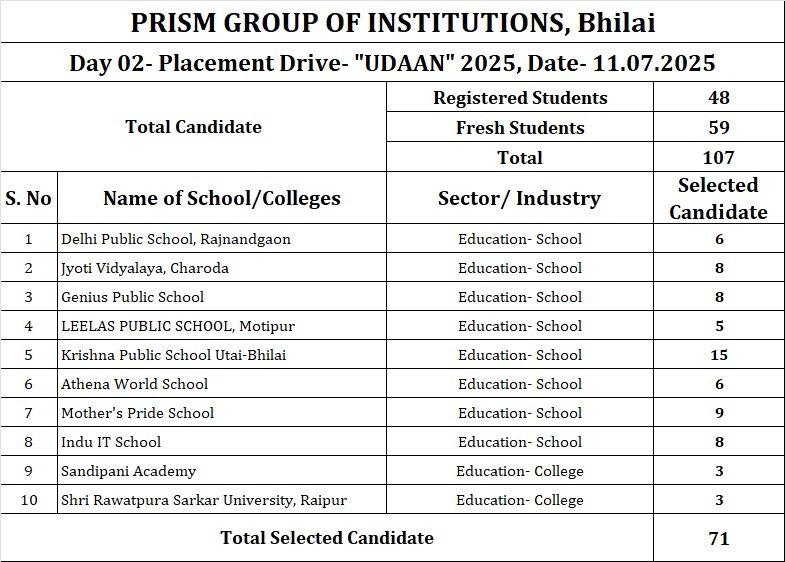 PRISM GROUP OF INSTITUTIONS, Bhilai
Day 02- Placement Drive- "UDAAN" 2025, Date- 11.07.2025
Total Candidate
Registered Students 48
Fresh Students 59
Total 107
S. No Name of School/Colleges Sector/ Industry Selected Candidate
1 Delhi Public School, Rajnandgaon Education- School 6
2 Jyoti Vidyalaya, Charoda Education- School 8
3 Genius Public School Education- School 8
4 LEELAS PUBLIC SCHOOL, Motipur Education- School 5
5 Krishna Public School Utai-Bhilai Education- School 15
6 Athena World School Education- School 6
7 Mother's Pride School Education- School 9
8 Indu IT School Education- School 8
9 Sandipani Academy Education- College 3
10 Shri Rawatpura Sarkar University, Raipur Education- College 3
Total Selected Candidate 71